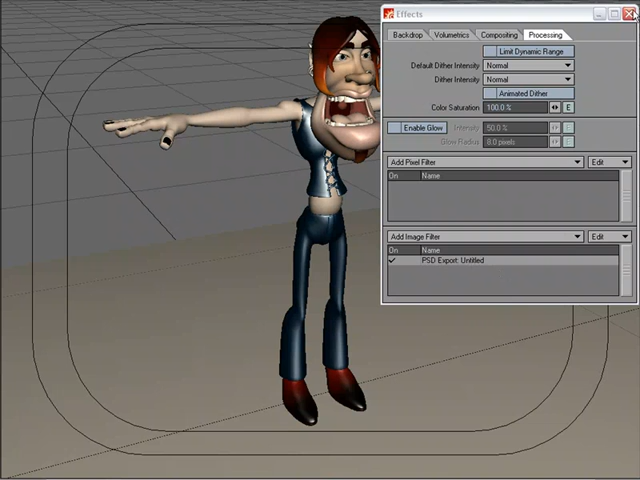 Effects
Backdrop Volumetrics Compositing Processing
Limit Dynamic Range
Default Dither Intensity Normal
Dither Intensity Normal
Animated Dither
Color Saturation 100.0 % E
Enable Glow Intensity 50.0 % E
Glow Radius 8.0 pixels E
Add Pixel Filter Edit
On Name
Add Image Filter Edit
On Name
PSD Export: Untitled